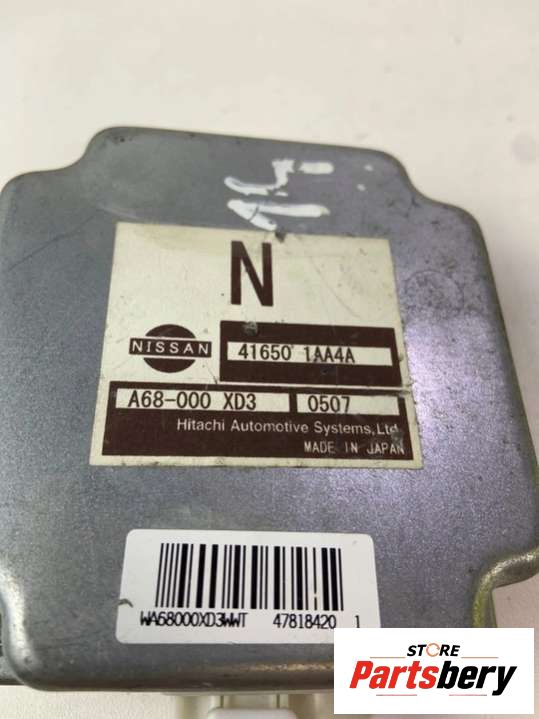 14.
N
NISSAN
41650 1AA4A
A68-000 XD3 0507
Hitachi Automotive Systems,Ltd.
MADE IN JAPAN
WA68000XD3WWT 47818420 1
STORE
Partsbery